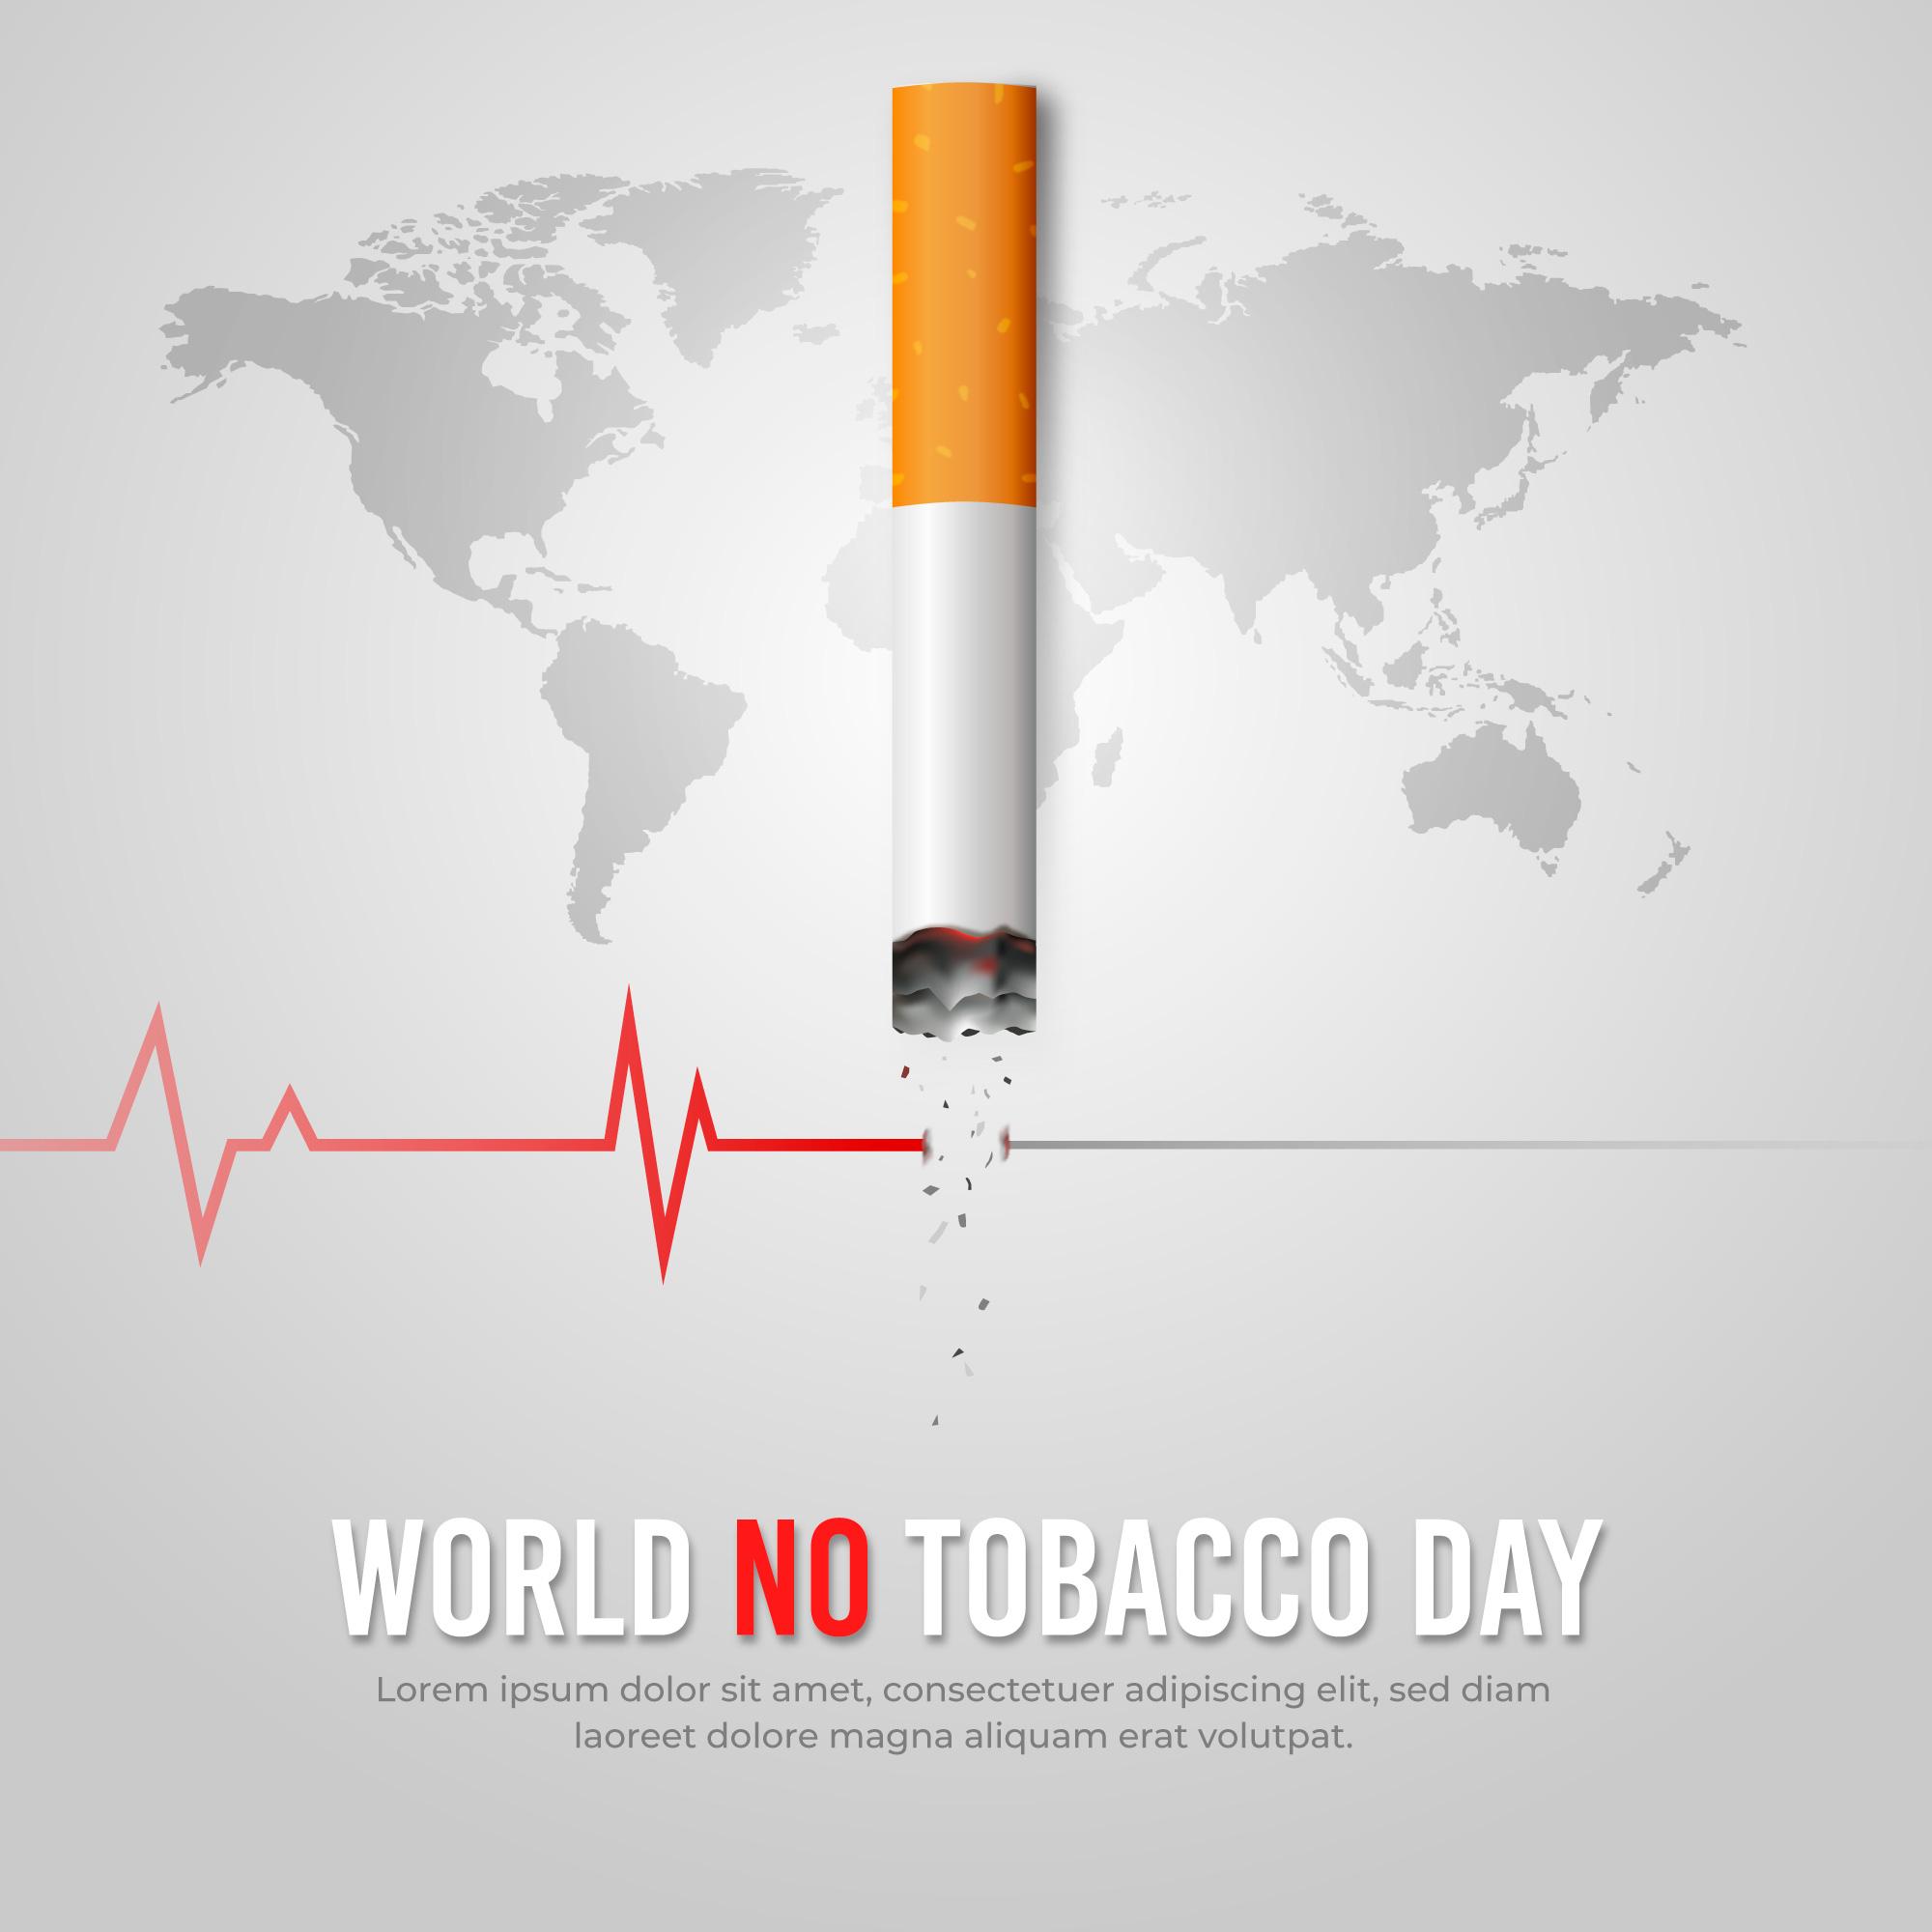 WORLD NO TOBACCO DAY
Lorem ipsum dolor sit amet, consectetuer adipiscing elit, sed diam
laoreet dolore magna aliquam erat volutpat.